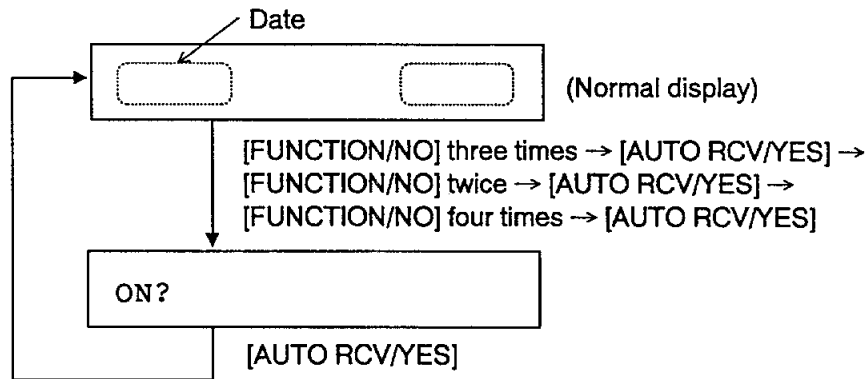 Date
(Normal display)
[FUNCTION/NO] three times → [AUTO RCV/YES] →
[FUNCTION/NO] twice → [AUTO RCV/YES] →
[FUNCTION/NO] four times → [AUTO RCV/YES]
ON?
[AUTO RCV/YES]